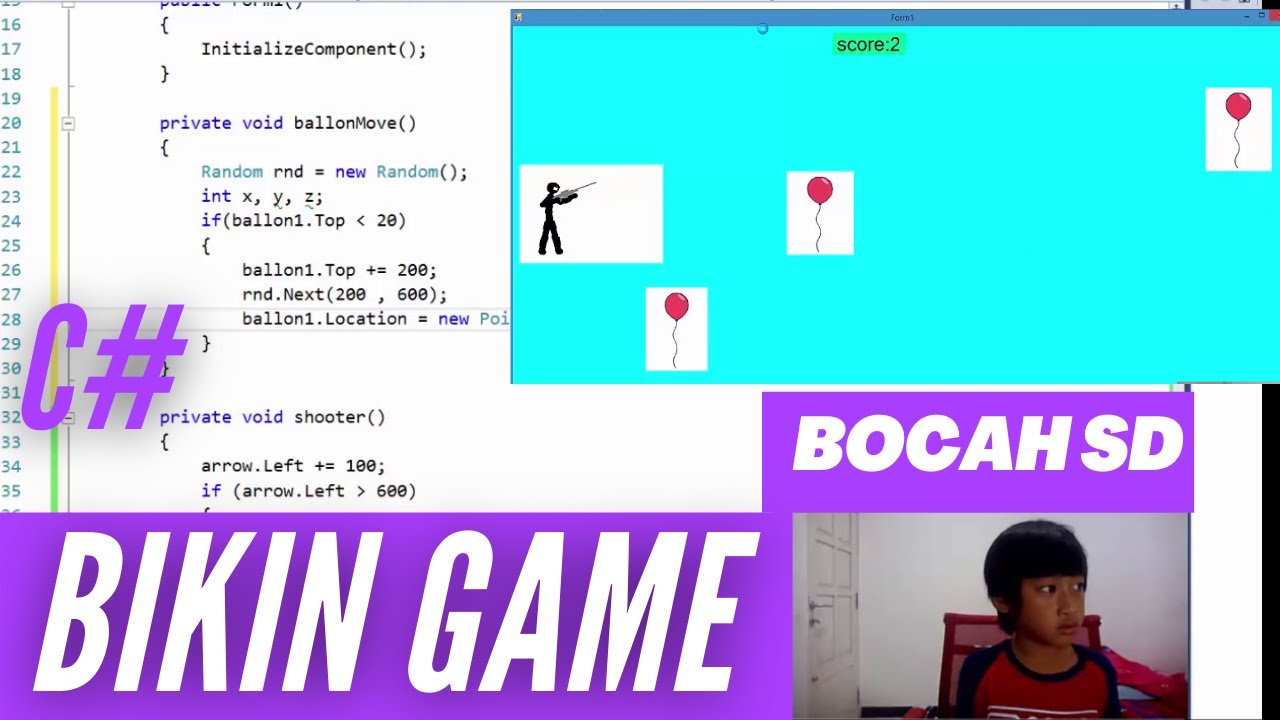 15 public Form1()
16 {
17 InitializeComponent();
18 }
19
20 private void ballonMove()
21 {
22 Random rnd = new Random();
23 int x, y, z;
24 if(ballon1.Top < 20)
25 {
26 ballon1.Top += 200;
27 rnd.Next(200 , 600);
28 ballon1.Location = new Poi
29 }
30 }
31
32 private void shooter()
33 {
34 arrow.Left += 100;
35 if (arrow.Left > 600)
Form1
score:2
C#
BOCAH SD
BIKIN GAME